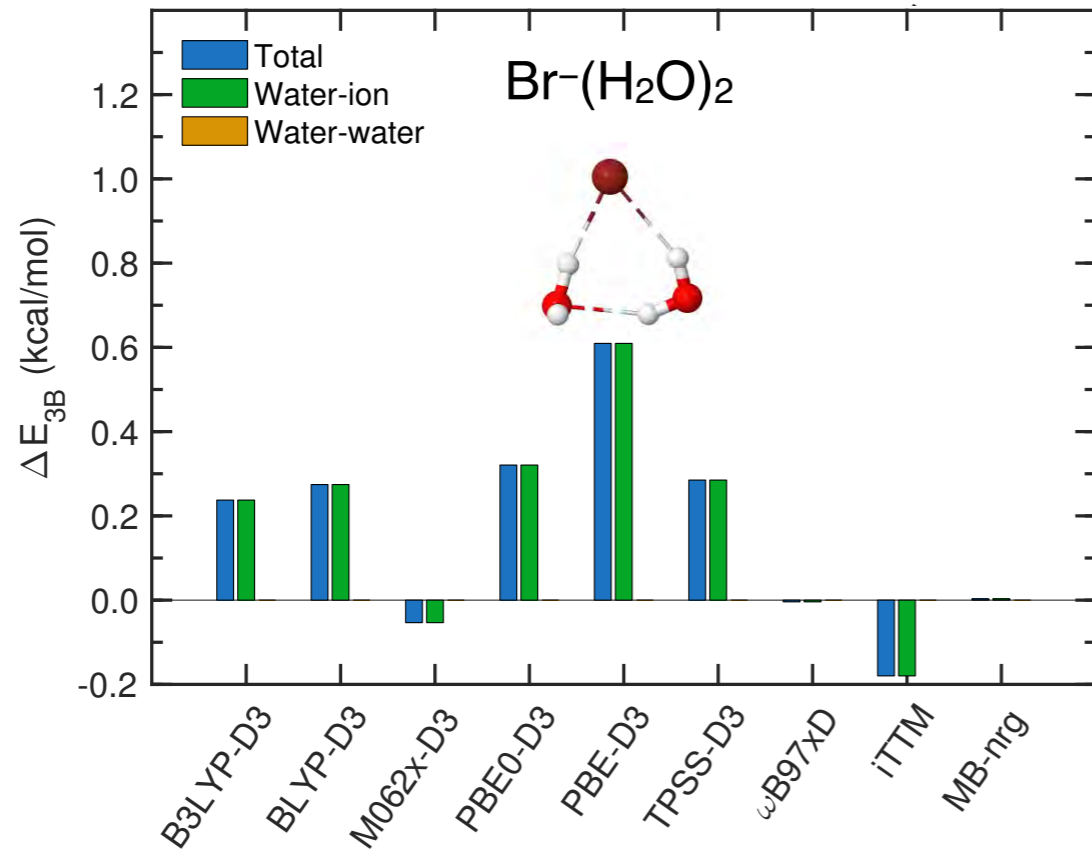 Total
Water-ion
Water-water
Br⁻(H₂O)₂
ΔE₃B (kcal/mol)
1.2
1.0
0.8
0.6
0.4
0.2
0.0
-0.2
B3LYP-D3
BLYP-D3
M062x-D3
PBE0-D3
PBE-D3
TPSS-D3
ωB97xD
iTTM
MB-nrg